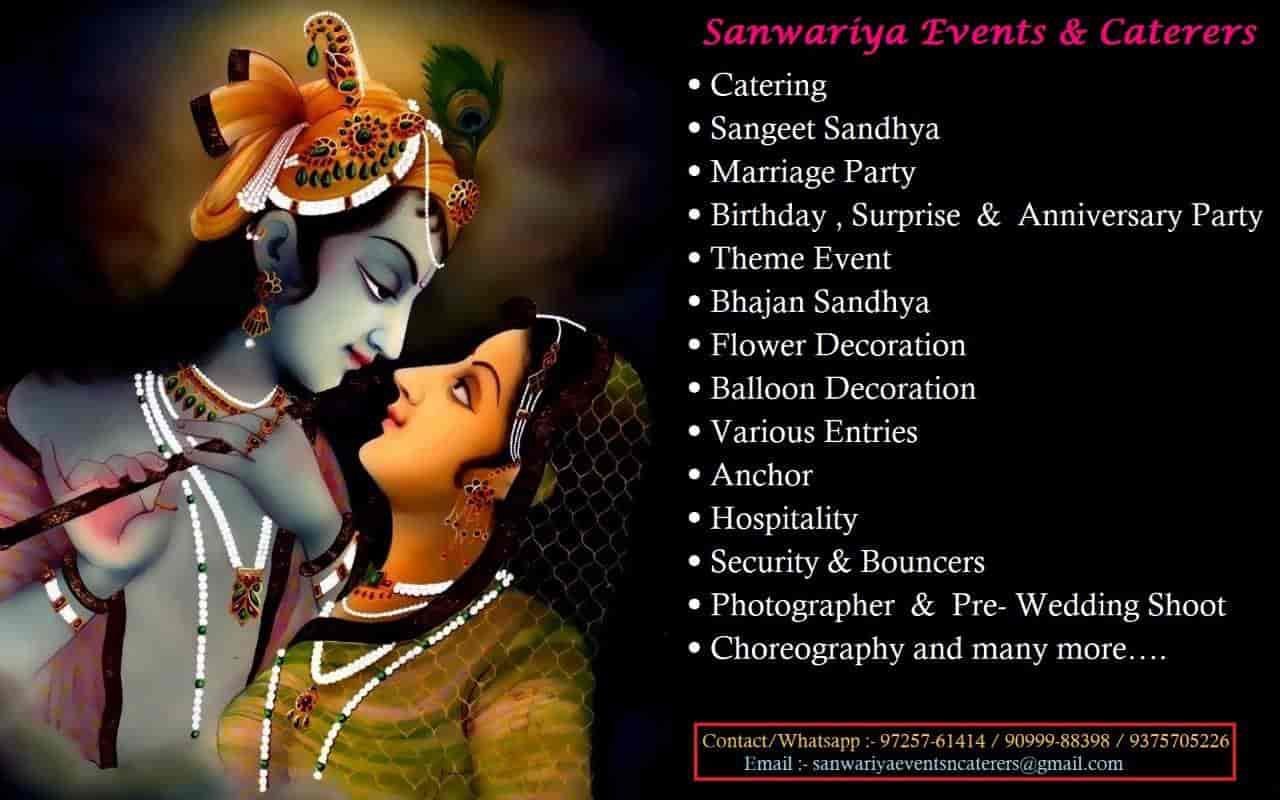 Sanwariya Events & Caterers
• Catering
• Sangeet Sandhya
• Marriage Party
• Birthday , Surprise & Anniversary Party
• Theme Event
• Bhajan Sandhya
• Flower Decoration
• Balloon Decoration
• Various Entries
• Anchor
• Hospitality
• Security & Bouncers
• Photographer & Pre- Wedding Shoot
• Choreography and many more....
Contact/Whatsapp :- 97257-61414 / 90999-88398 / 9375705226
Email :- sanwariyaeventsncaterers@gmail.com